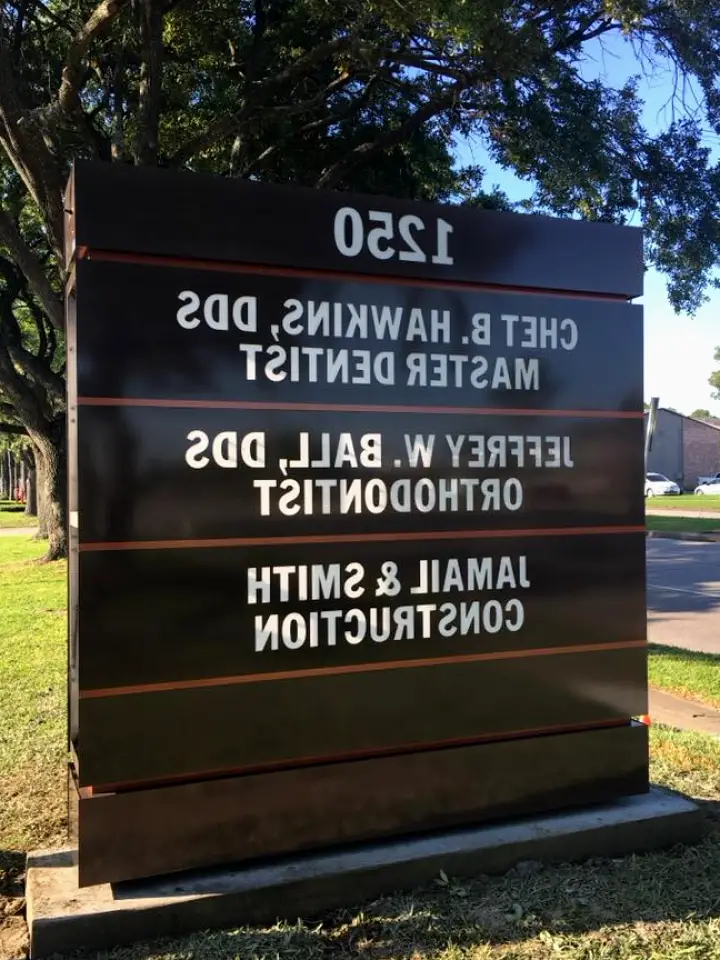 1250
CHET B. HAWKINS, DDS
MASTER DENTIST
JEFFREY W. BALL, DDS
ORTHODONTIST
JAMAIL & SMITH
CONSTRUCTION